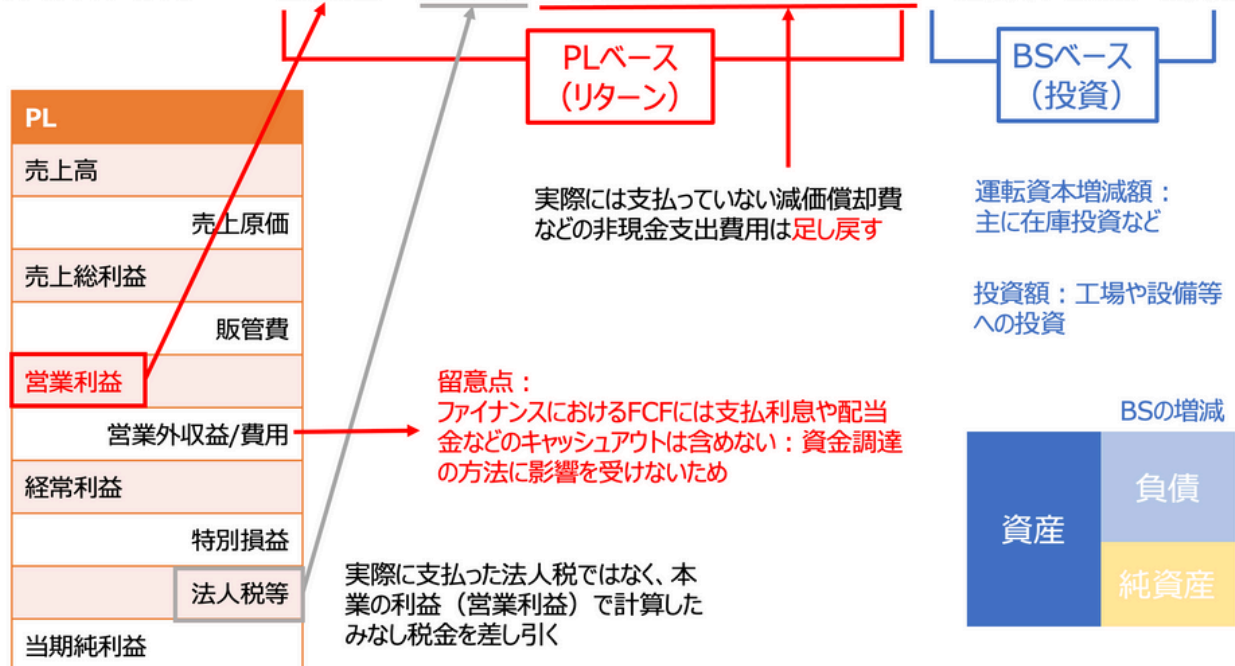 PLベース
（リターン）
BSベース
（投資）
PL
売上高
売上原価
売上総利益
販管費
営業利益
営業外収益/費用
経常利益
特別損益
法人税等
当期純利益
実際には支払っていない減価償却費
などの非現金支出費用は足し戻す
運転資本増減額：
主に在庫投資など
投資額：工場や設備等
への投資
留意点：
ファイナンスにおけるFCFには支払利息や配当
金などのキャッシュアウトは含めない：資金調達
の方法に影響を受けないため
実際に支払った法人税ではなく、本
業の利益（営業利益）で計算した
みなし税金を差し引く
BSの増減
資産
負債
純資産